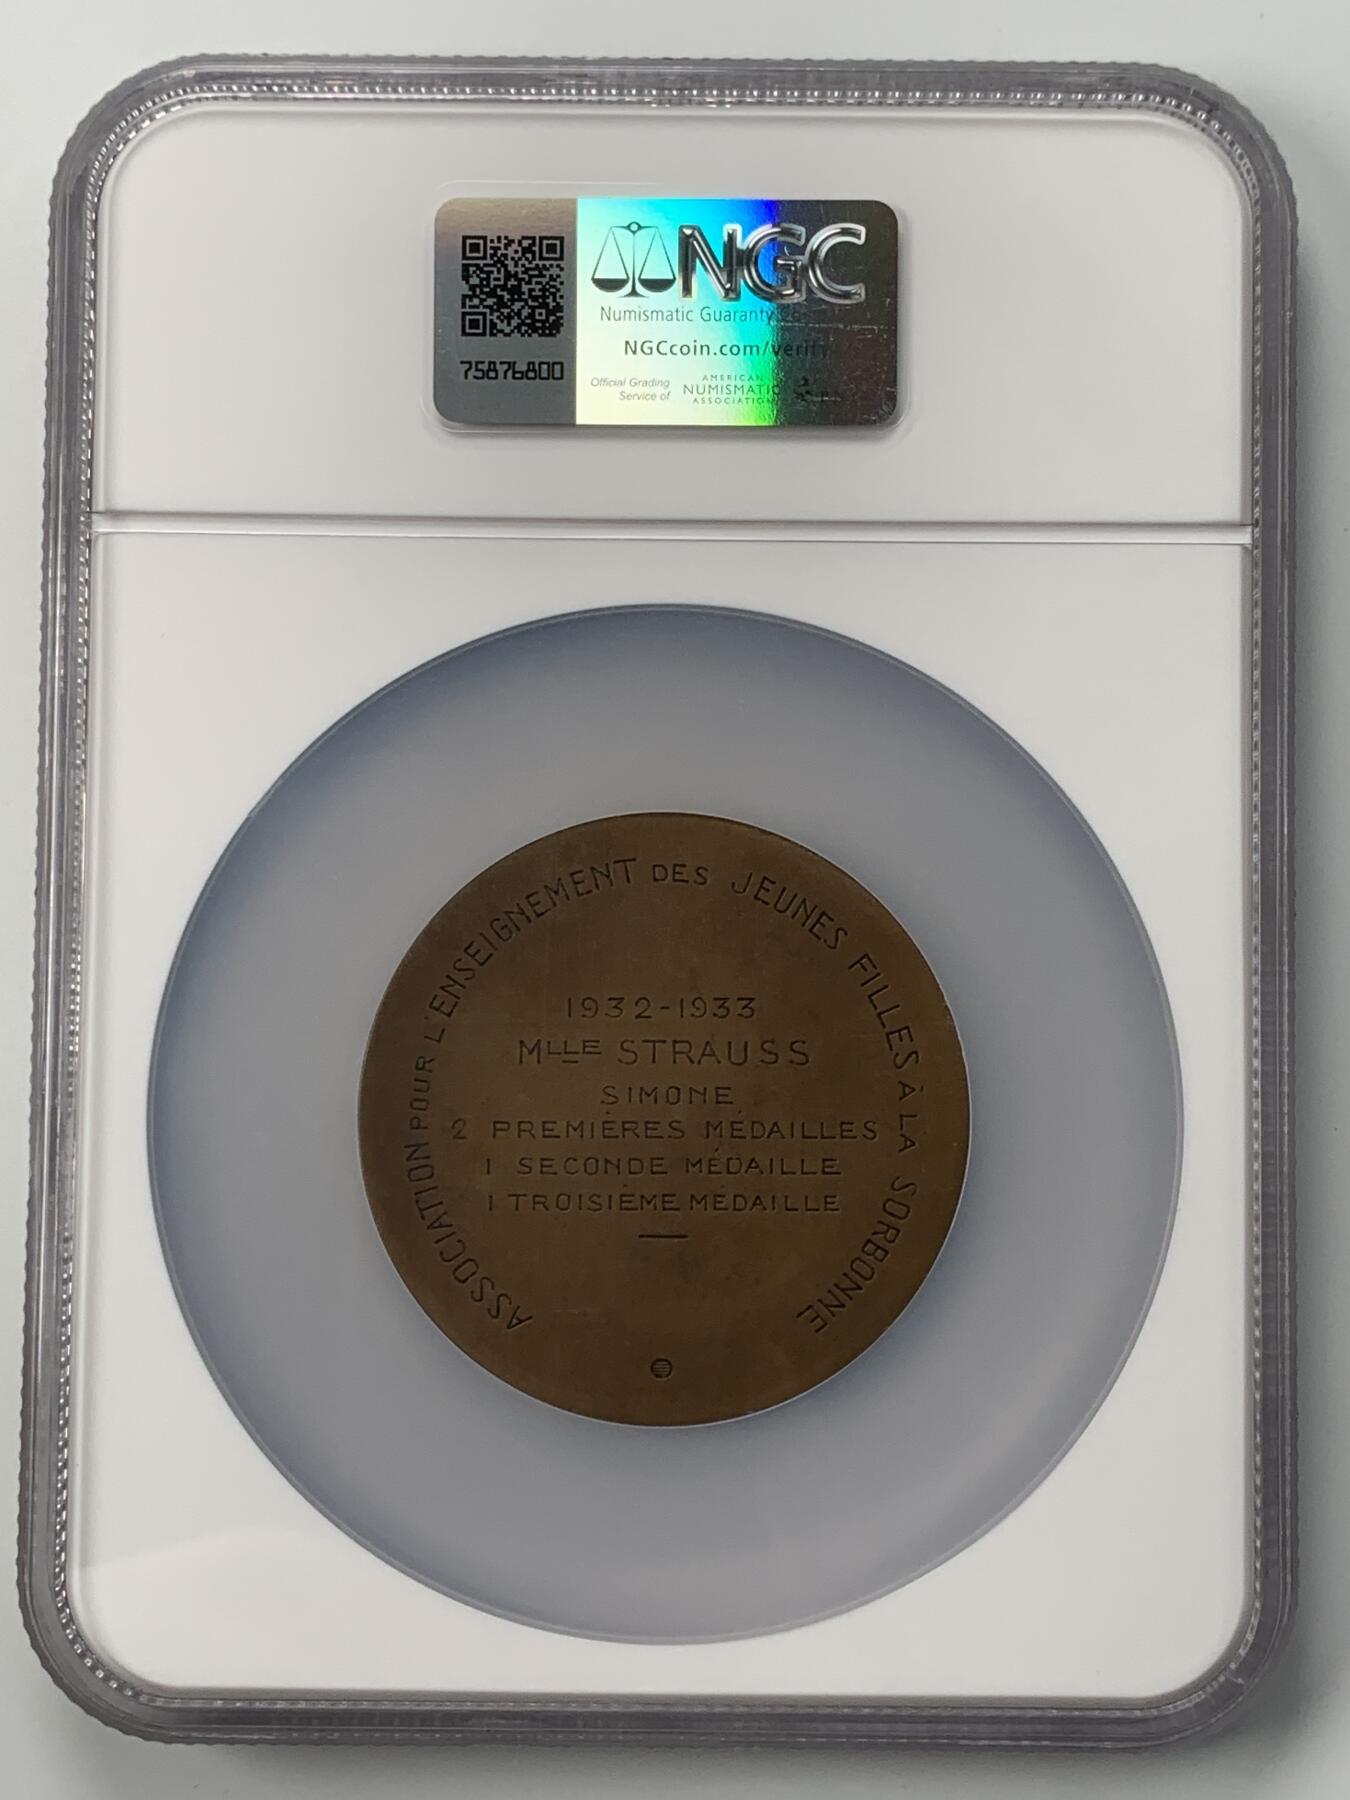 NGC
Numismatic Guaranty
NGCcoin.com/verify
75876800
Official Grading
Service of
AMERICAN
NUMISMATIC
ASSOCIATION
ASSOCIATION POUR L'ENSEIGNEMENT DES JEUNES FILLES À LA SORBONNE
1932-1933
MLLE STRAUSS
SIMONE
2 PREMIÈRES MÉDAILLES
1 SECONDE MÉDAILLE
1 TROISIÈME MÉDAILLE